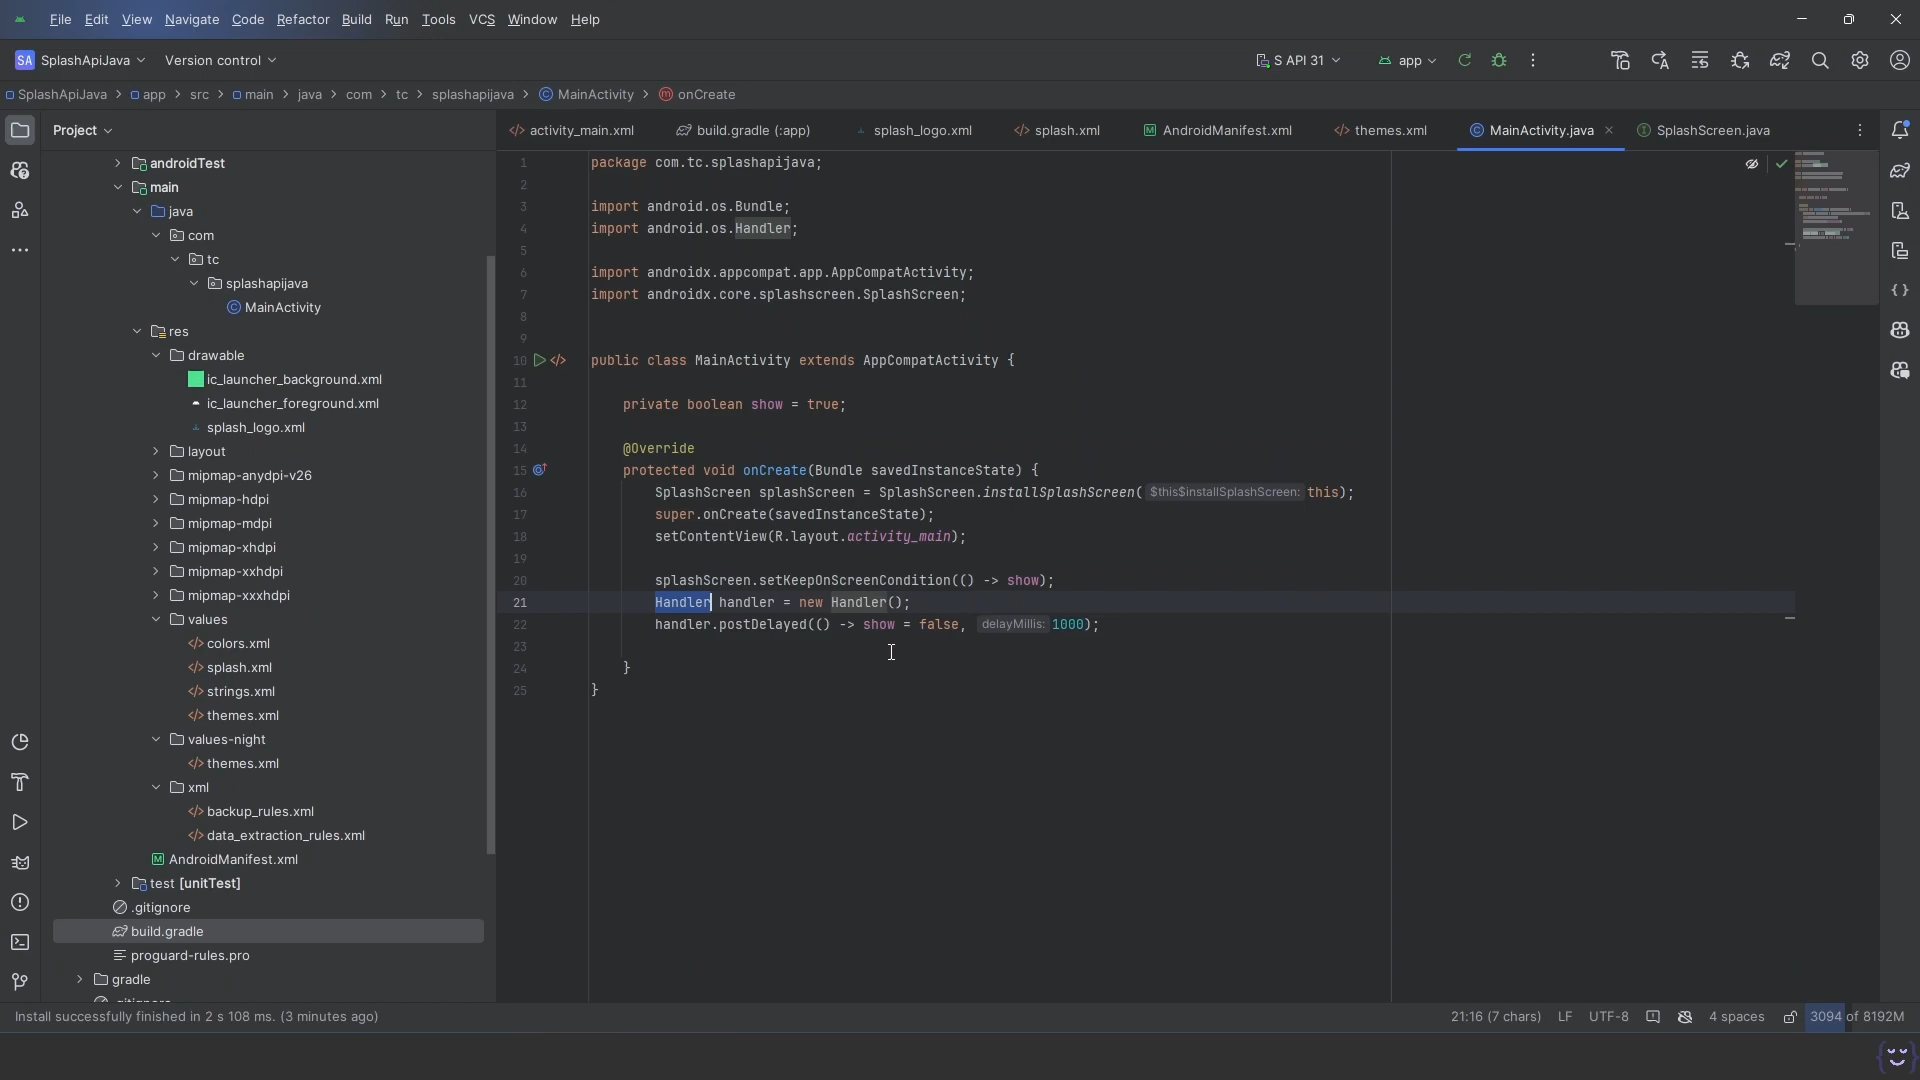 File Edit View Navigate Code Refactor Build Run Tools VCS Window Help
SA SplashApiJava Version control S API 31 app
SplashApiJava > app > src > main > java > com > tc > splashapijava > MainActivity > onCreate
Project
activity_main.xml build.gradle (:app) splash_logo.xml splash.xml AndroidManifest.xml themes.xml MainActivity.java SplashScreen.java
androidTest
main
java
com
tc
splashapijava
MainActivity
res
drawable
ic_launcher_background.xml
ic_launcher_foreground.xml
splash_logo.xml
layout
mipmap-anydpi-v26
mipmap-hdpi
mipmap-mdpi
mipmap-xhdpi
mipmap-xxhdpi
mipmap-xxxhdpi
values
colors.xml
splash.xml
strings.xml
themes.xml
values-night
themes.xml
xml
backup_rules.xml
data_extraction_rules.xml
AndroidManifest.xml
test [unitTest]
.gitignore
build.gradle
proguard-rules.pro
gradle
.gitignore
1 package com.tc.splashapijava;
2
3 import android.os.Bundle;
4 import android.os.Handler;
5
6 import androidx.appcompat.app.AppCompatActivity;
7 import androidx.core.splashscreen.SplashScreen;
8
9
10 public class MainActivity extends AppCompatActivity {
11
12 private boolean show = true;
13
14 @Override
15 protected void onCreate(Bundle savedInstanceState) {
16 SplashScreen splashScreen = SplashScreen.installSplashScreen( $this$installSplashScreen: this);
17 super.onCreate(savedInstanceState);
18 setContentView(R.layout.activity_main);
19
20 splashScreen.setKeepOnScreenCondition(() -> show);
21 Handler handler = new Handler();
22 handler.postDelayed(() -> show = false, delayMillis: 1000);
23
24 }
25 }
Install successfully finished in 2 s 108 ms. (3 minutes ago)
21:16 (7 chars) LF UTF-8 4 spaces 3094 of 8192M